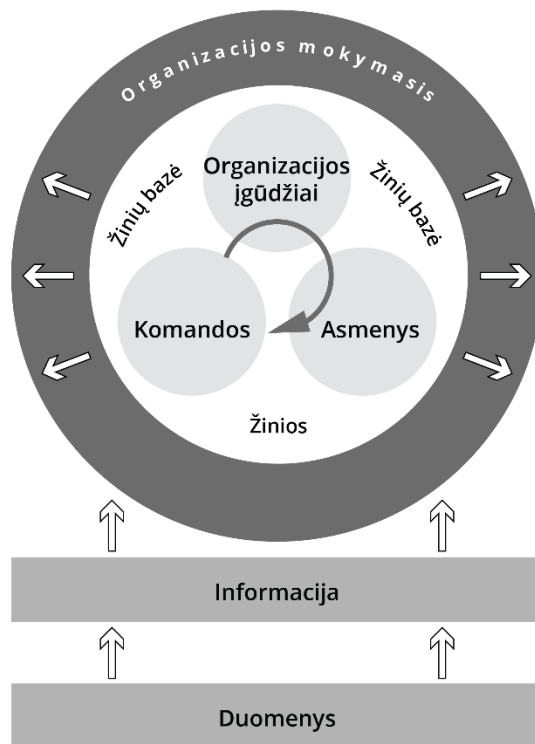 Organizacijos mokymasis
Organizacijos
įgūdžiai
Žinių bazė
Žinių bazė
Komandos
Asmenys
Žinios
Informacija
Duomenys